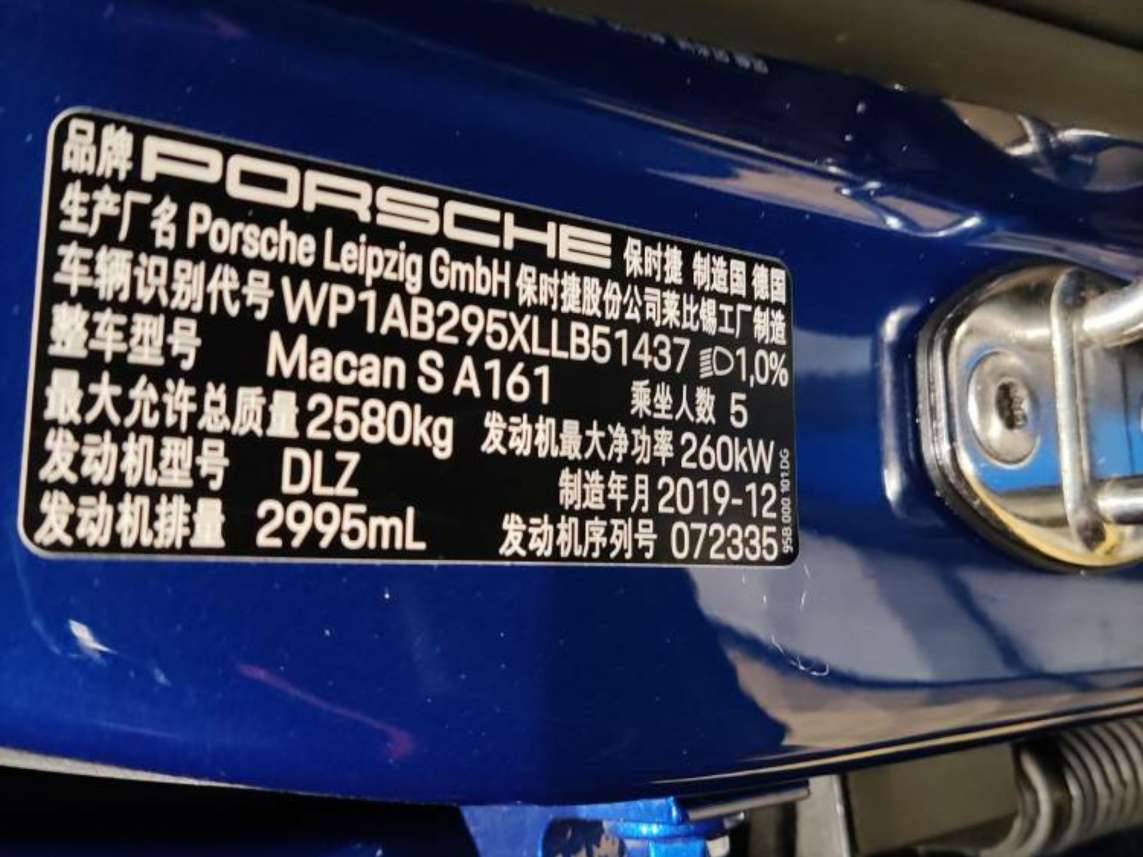 品牌 PORSCHE 保时捷 制造国 德国
生产厂名 Porsche Leipzig GmbH 保时捷股份公司莱比锡工厂制造
车辆识别代号 WP1AB295XLLB51437 1,0%
整车型号 Macan S A161 乘坐人数 5
最大允许总质量 2580kg 发动机最大净功率 260kW
发动机型号 DLZ 制造年月 2019-12
发动机排量 2995mL 发动机序列号 072335
95B 000 101 DG